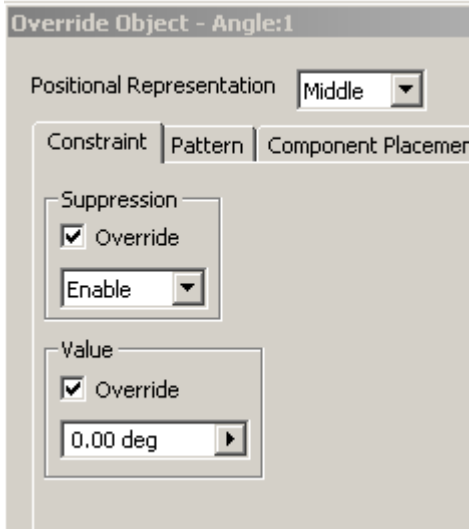 Override Object - Angle:1
Positional Representation Middle
Constraint Pattern Component Placemen
Suppression
Override
Enable
Value
Override
0.00 deg